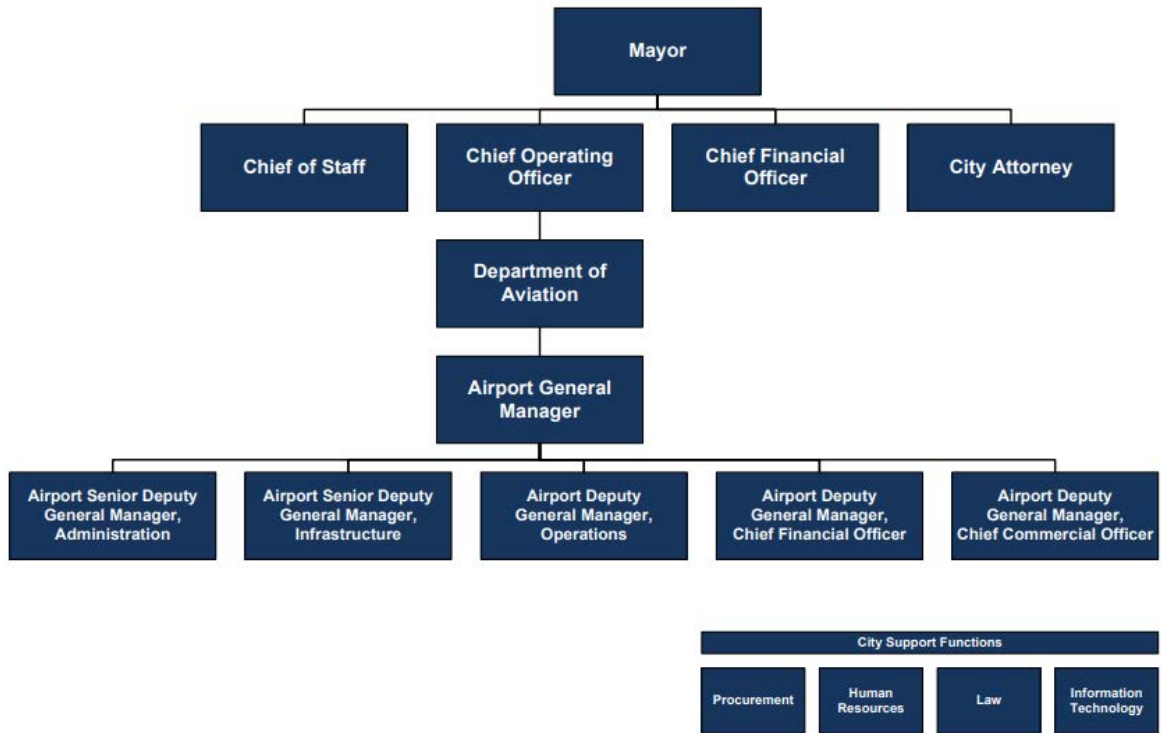 Mayor
Chief of Staff
Chief Operating
Officer
Chief Financial
Officer
City Attorney
Department of
Aviation
Airport General
Manager
Airport Senior Deputy
General Manager,
Administration
Airport Senior Deputy
General Manager,
Infrastructure
Airport Deputy
General Manager,
Operations
Airport Deputy
General Manager,
Chief Financial Officer
Airport Deputy
General Manager,
Chief Commercial Officer
City Support Functions
Procurement
Human
Resources
Law
Information
Technology